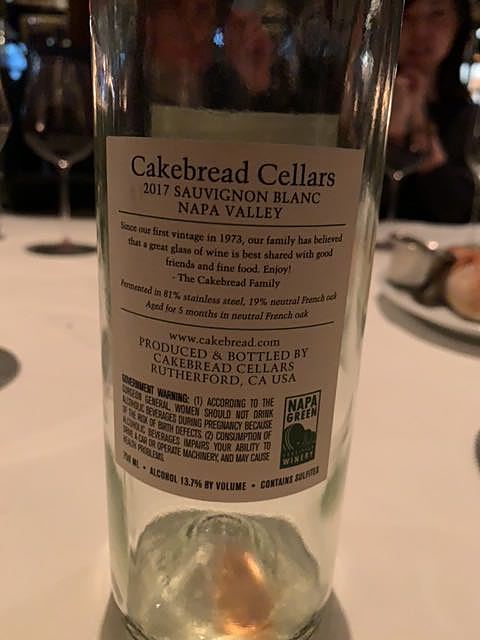 Cakebread Cellars
2017 SAUVIGNON BLANC
NAPA VALLEY
Since our first vintage in 1973, our family has believed
that a great glass of wine is best shared with good
friends and fine food. Enjoy!
- The Cakebread Family
Fermented in 81% stainless steel, 19% neutral French oak
Aged for 5 months in neutral French oak
www.cakebread.com
PRODUCED & BOTTLED BY
CAKEBREAD CELLARS
RUTHERFORD, CA USA
GOVERNMENT WARNING: (1) ACCORDING TO THE
SURGEON GENERAL, WOMEN SHOULD NOT DRINK
ALCOHOLIC BEVERAGES DURING PREGNANCY BECAUSE
OF THE RISK OF BIRTH DEFECTS. (2) CONSUMPTION OF
ALCOHOLIC BEVERAGES IMPAIRS YOUR ABILITY TO
DRIVE A CAR OR OPERATE MACHINERY, AND MAY CAUSE
HEALTH PROBLEMS.
NAPA
GREEN
WINERY
750 ML • ALCOHOL 13.7% BY VOLUME • CONTAINS SULFITES